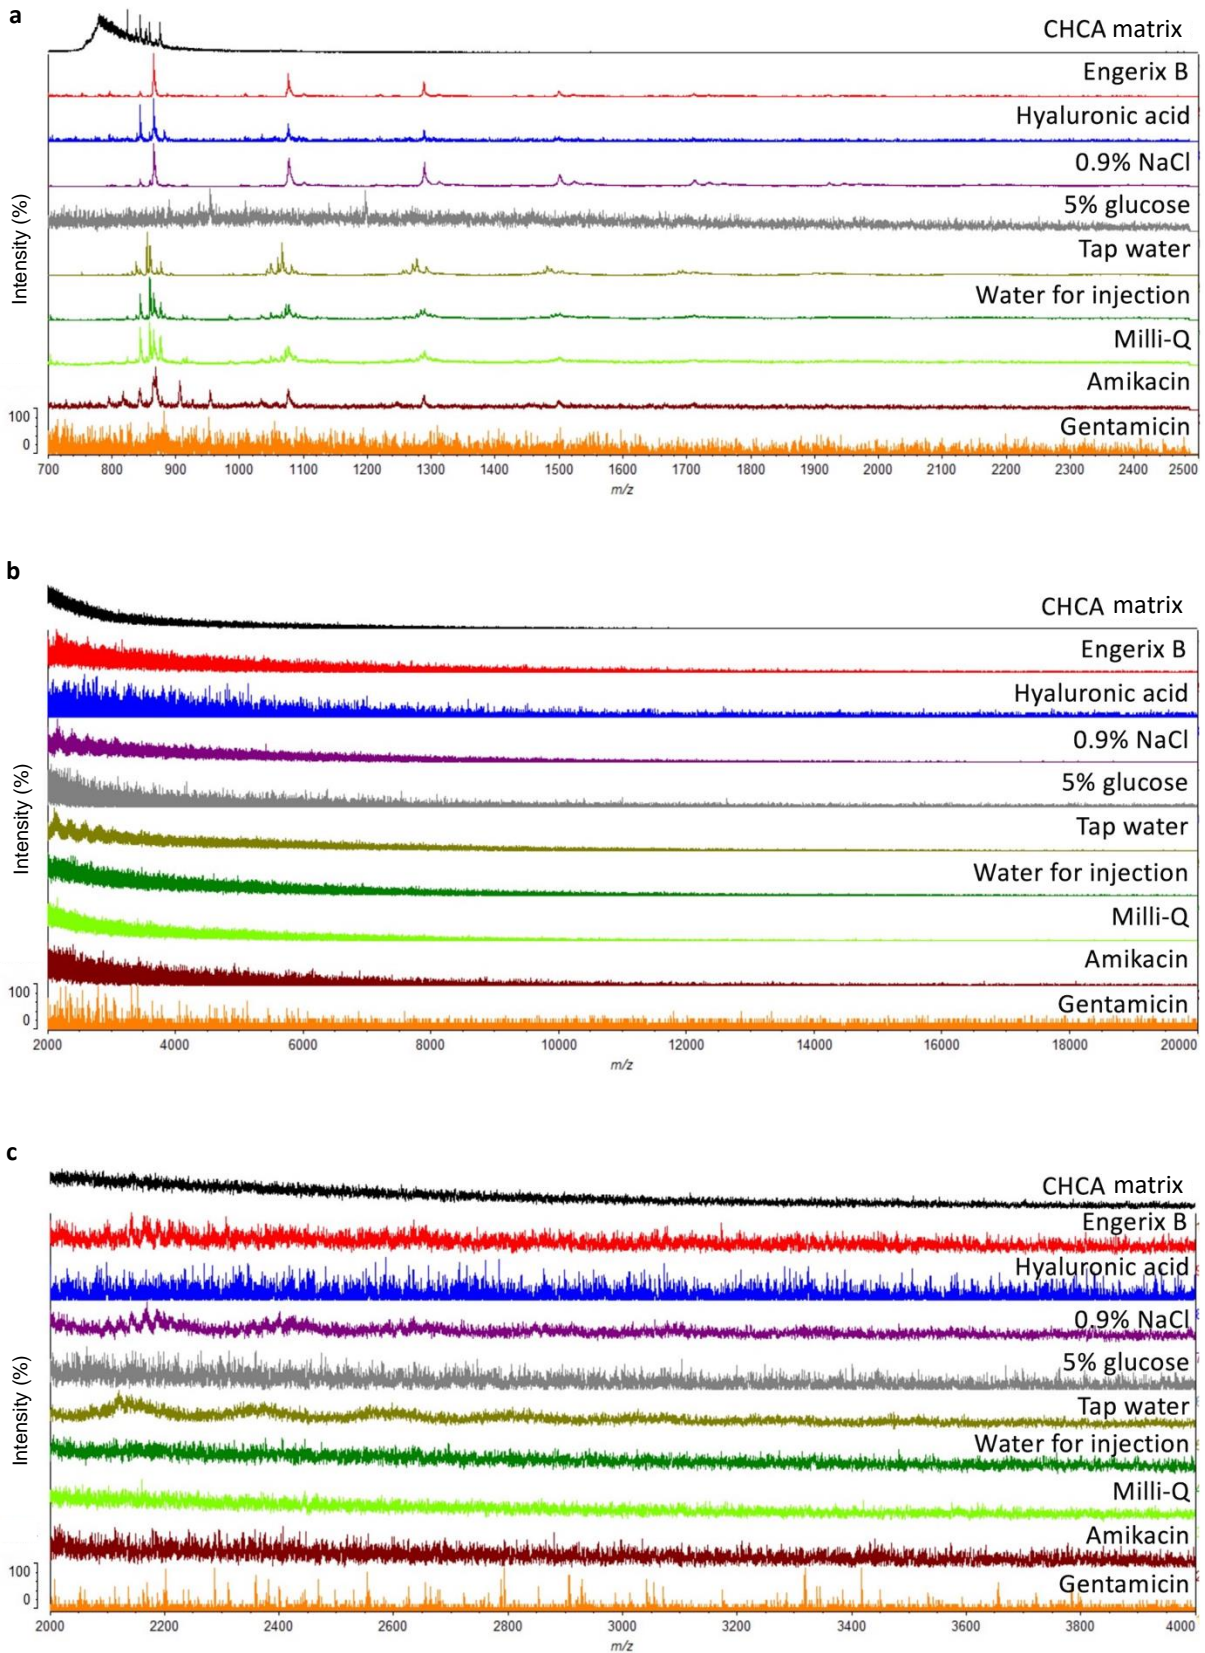 a
CHCA matrix
Engerix B
Hyaluronic acid
0.9% NaCl
5% glucose
Tap water
Water for injection
Milli-Q
Amikacin
Gentamicin
Intensity (%)
100
0
700 800 900 1000 1100 1200 1300 1400 1500 1600 1700 1800 1900 2000 2100 2200 2300 2400 2500
m/z
b
CHCA matrix
Engerix B
Hyaluronic acid
0.9% NaCl
5% glucose
Tap water
Water for injection
Milli-Q
Amikacin
Gentamicin
Intensity (%)
100
0
2000 4000 6000 8000 10000 12000 14000 16000 18000 20000
m/z
c
CHCA matrix
Engerix B
Hyaluronic acid
0.9% NaCl
5% glucose
Tap water
Water for injection
Milli-Q
Amikacin
Gentamicin
Intensity (%)
100
0
2000 2200 2400 2600 2800 3000 3200 3400 3600 3800 4000
m/z